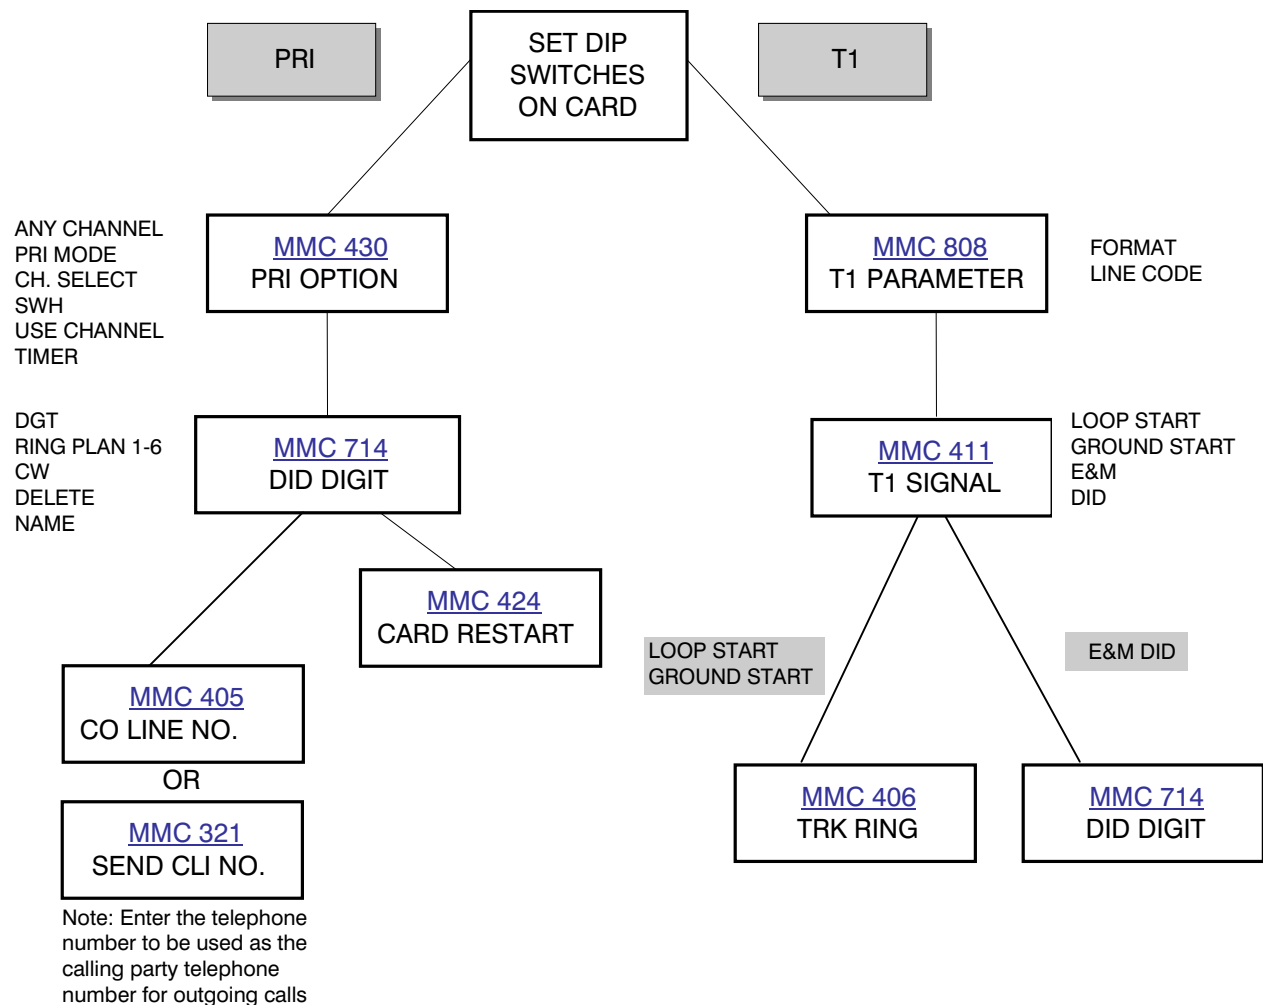 PRI
SET DIP
SWITCHES
ON CARD
T1
ANY CHANNEL
PRI MODE
CH. SELECT
SWH
USE CHANNEL
TIMER
MMC 430
PRI OPTION
MMC 808
T1 PARAMETER
FORMAT
LINE CODE
DGT
RING PLAN 1-6
CW
DELETE
NAME
MMC 714
DID DIGIT
MMC 411
T1 SIGNAL
LOOP START
GROUND START
E&M
DID
MMC 424
CARD RESTART
LOOP START
GROUND START
E&M DID
MMC 405
CO LINE NO.
OR
MMC 321
SEND CLI NO.
MMC 406
TRK RING
MMC 714
DID DIGIT
Note: Enter the telephone
number to be used as the
calling party telephone
number for outgoing calls